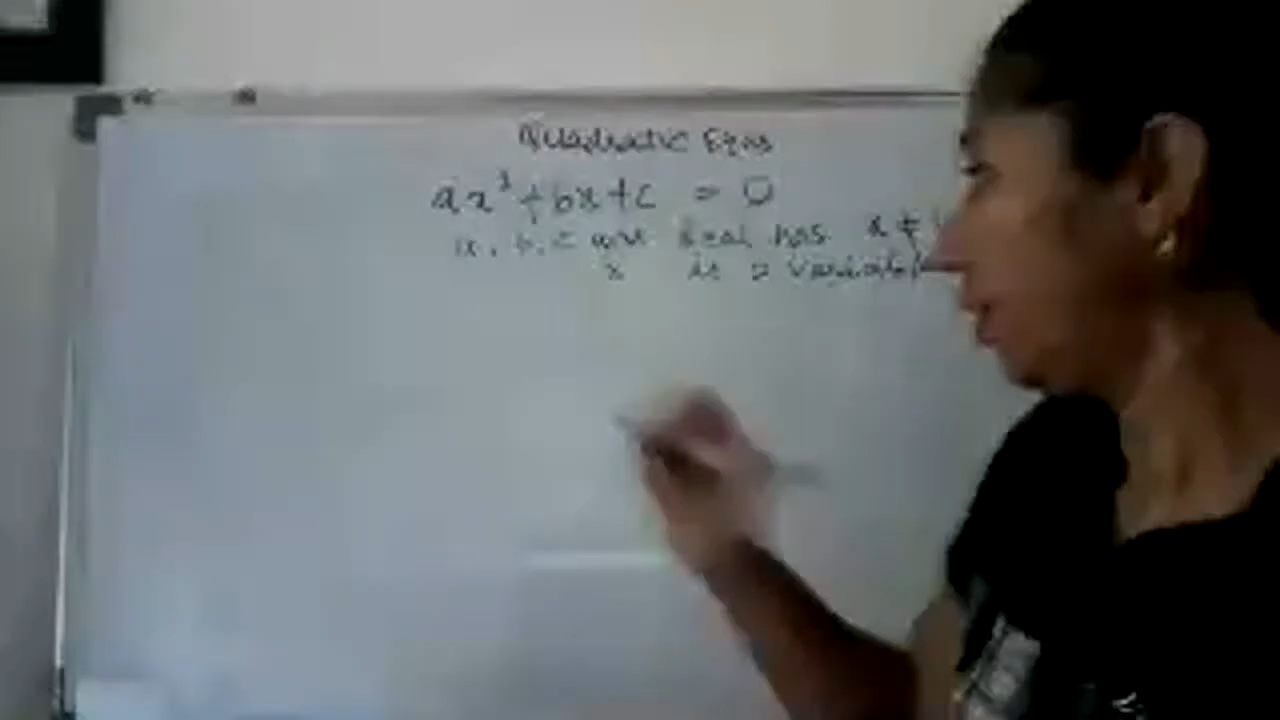 Quadratic Eqns
ax² + bx + c = 0
a, b, c are real nos a ≠
x is a variable